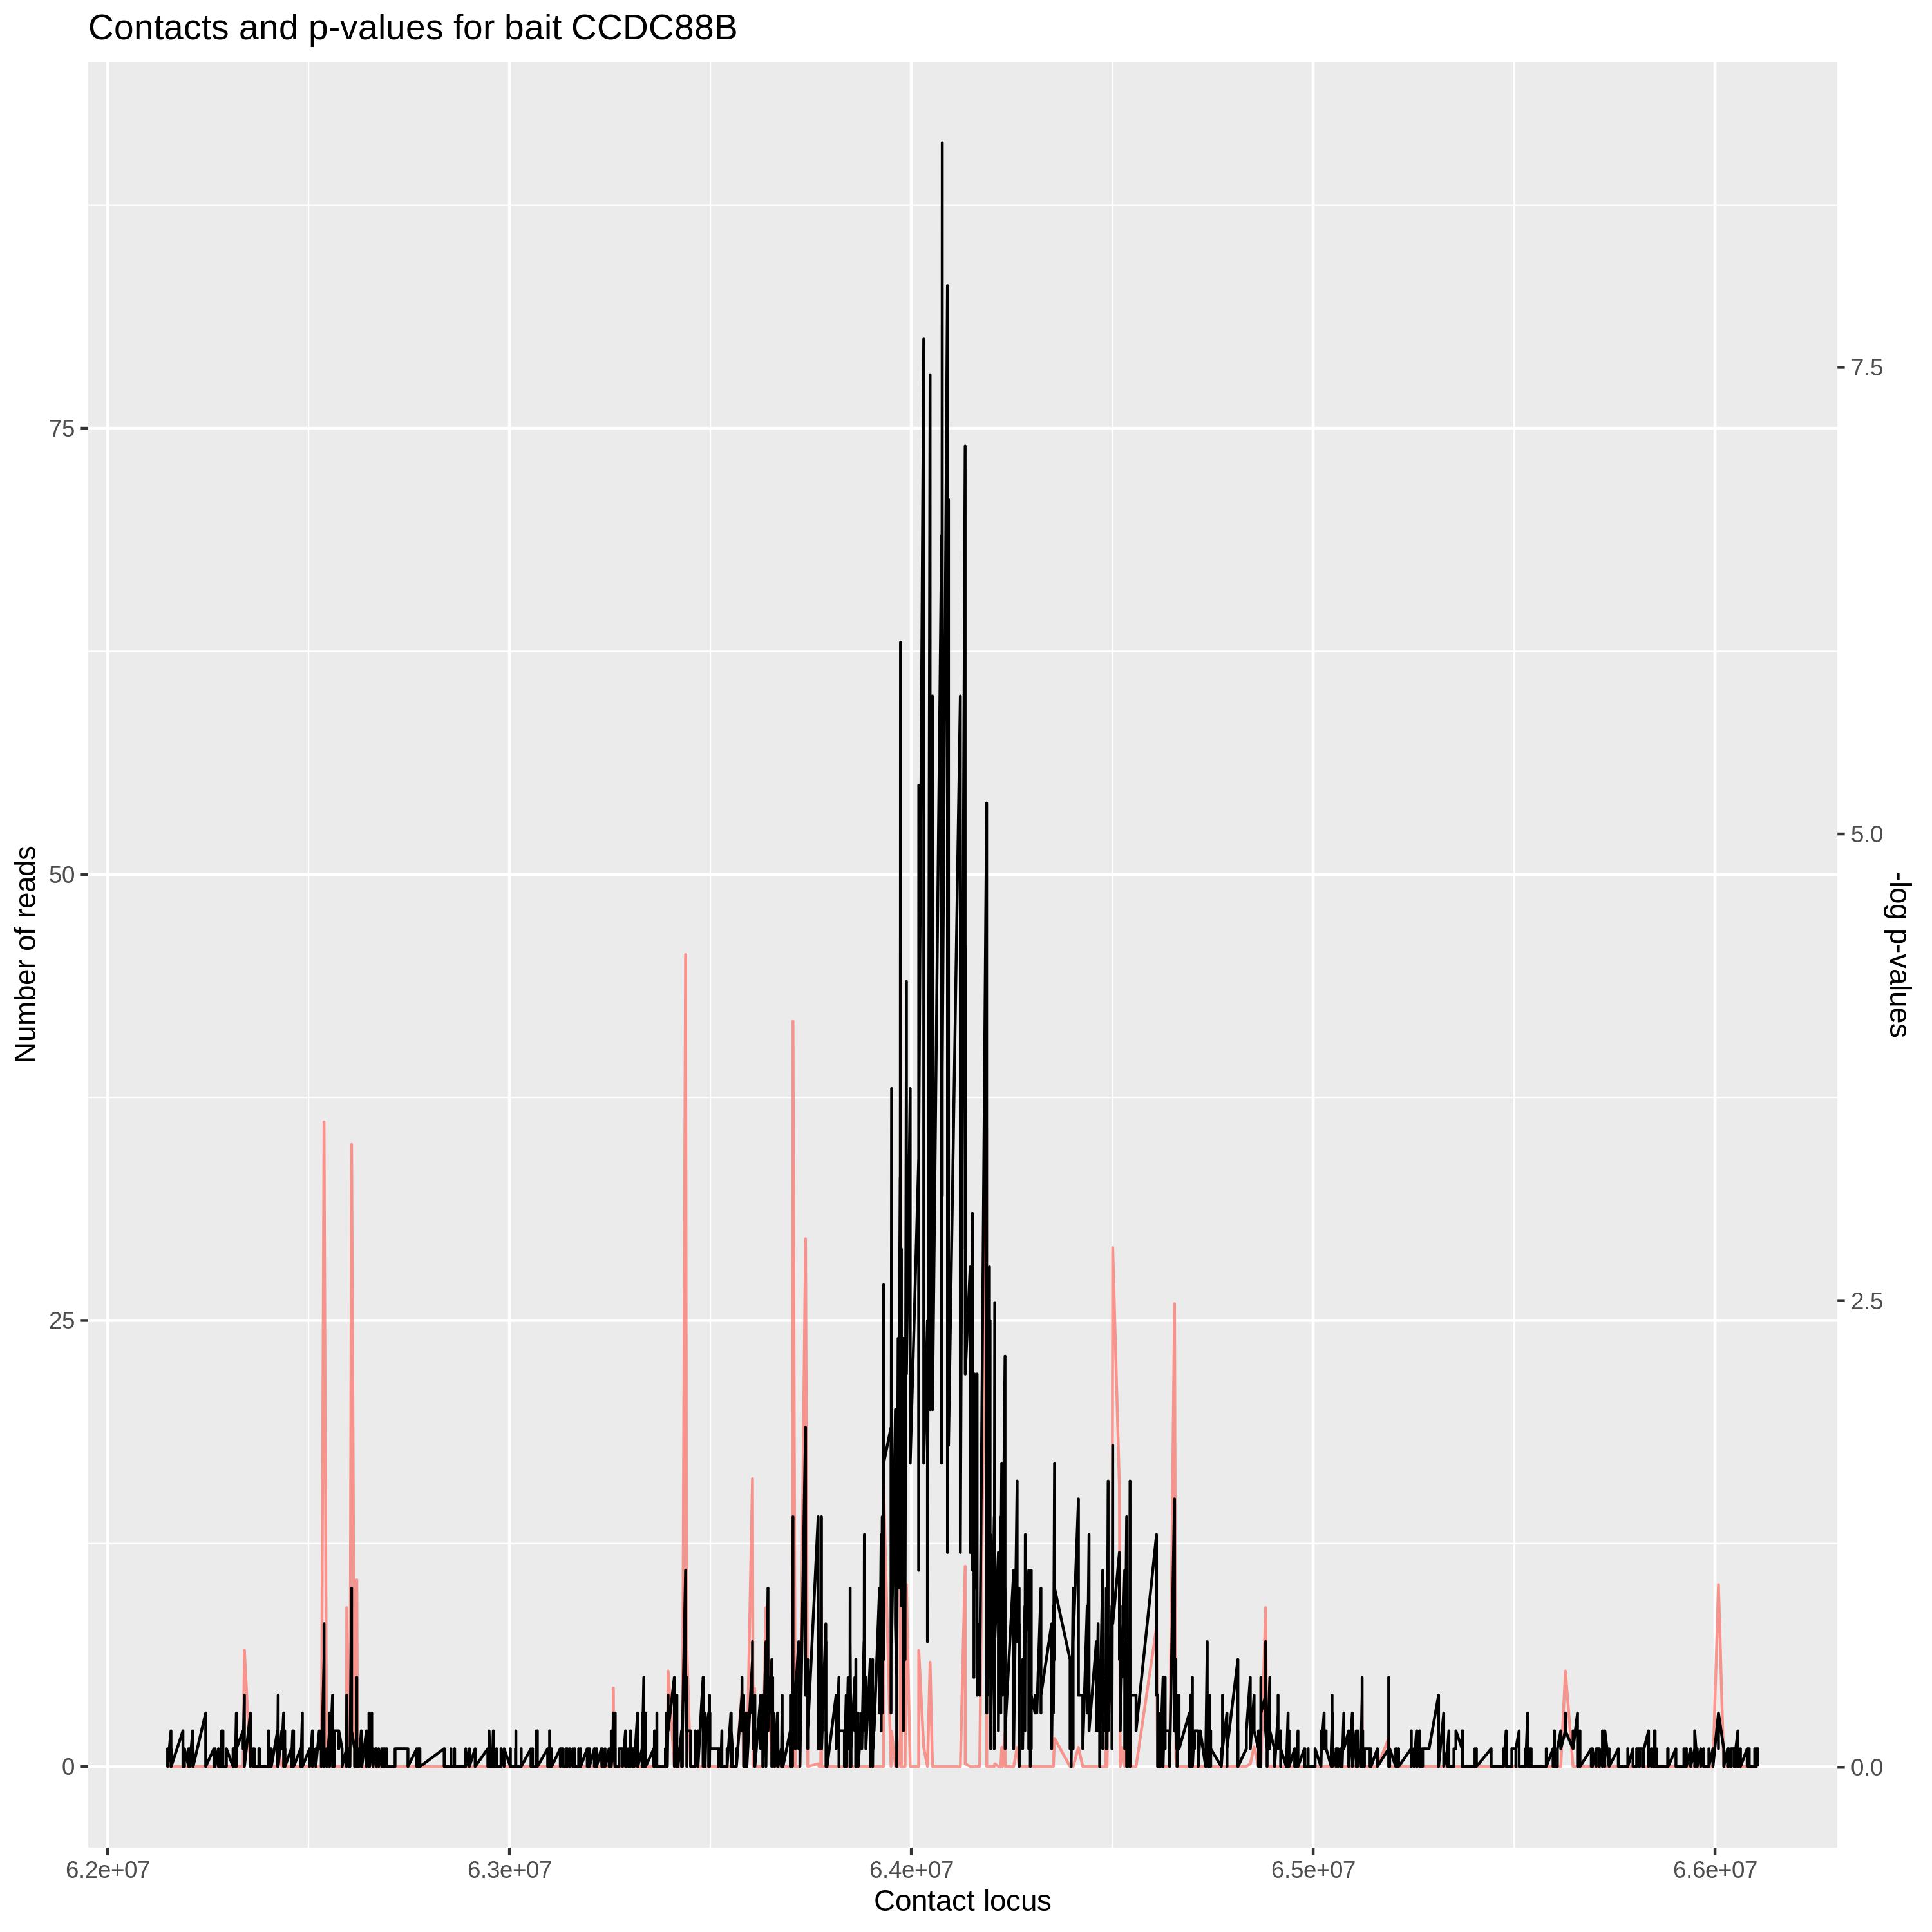 Contacts and p-values for bait CCDC88B
Number of reads
75
50
25
0
7.5
5.0
2.5
0.0
-log p-values
6.2e+07 6.3e+07 6.4e+07 6.5e+07 6.6e+07
Contact locus